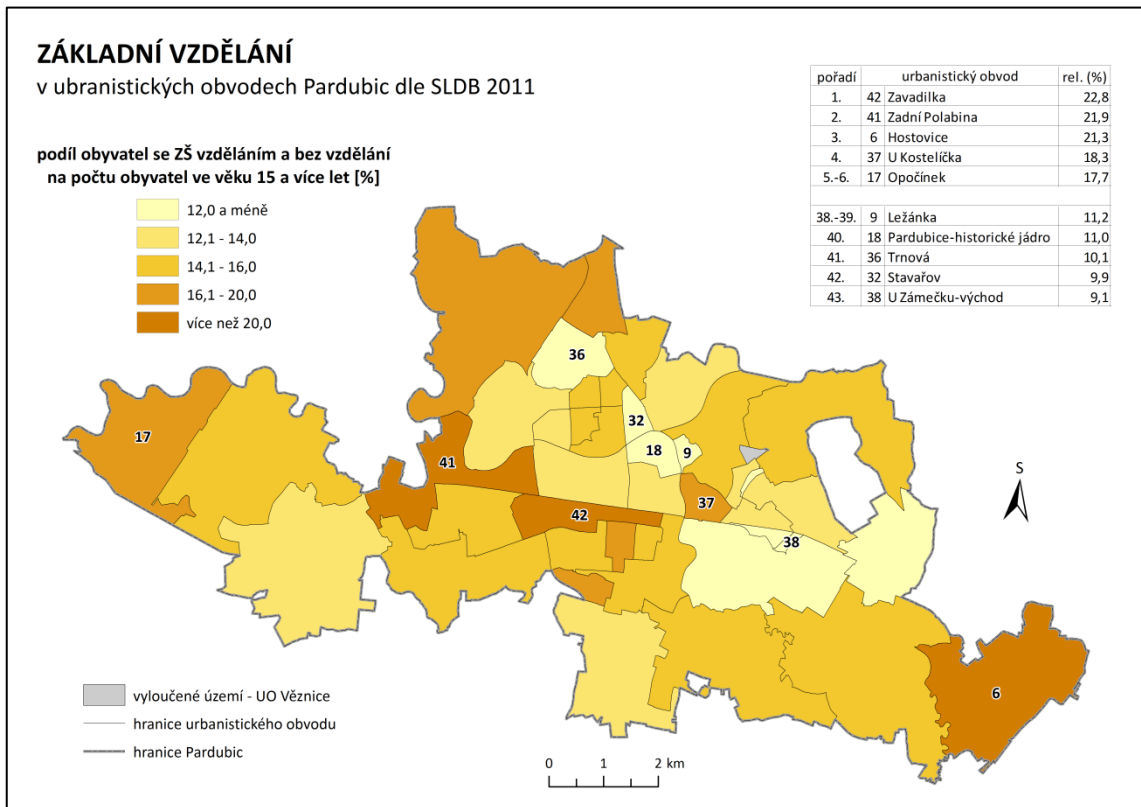 ZÁKLADNÍ VZDĚLÁNÍ
v ubranistických obvodech Pardubic dle SLDB 2011
podíl obyvatel se ZŠ vzděláním a bez vzdělání
na počtu obyvatel ve věku 15 a více let [%]
12,0 a méně
12,1 - 14,0
14,1 - 16,0
16,1 - 20,0
více než 20,0
pořadí urbanistický obvod rel. (%)
1. 42 Zavadilka 22,8
2. 41 Zadní Polabina 21,9
3. 6 Hostovice 21,3
4. 37 U Kostelíčka 18,3
5.-6. 17 Opočínek 17,7
38.-39. 9 Ležánka 11,2
40. 18 Pardubice-historické jádro 11,0
41. 36 Trnová 10,1
42. 32 Stavařov 9,9
43. 38 U Zámečku-východ 9,1
36
32
17
18
9
41
37
42
38
6
S
vyloučené území - UO Věznice
hranice urbanistického obvodu
hranice Pardubic
0 1 2 km